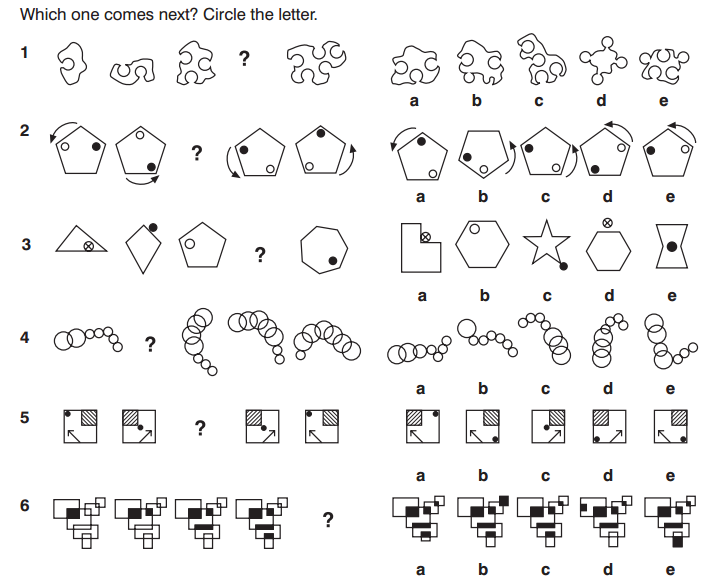 Which one comes next? Circle the letter.
1 ?
a b c d e
2 ?
a b c d e
3 ?
a b c d e
4 ?
a b c d e
5 ?
a b c d e
6 ?
a b c d e